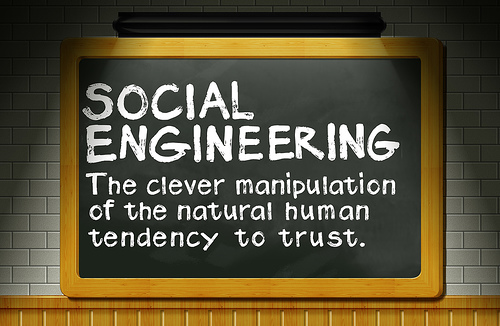 SOCIAL
ENGINEERING
The clever manipulation
of the natural human
tendency to trust.